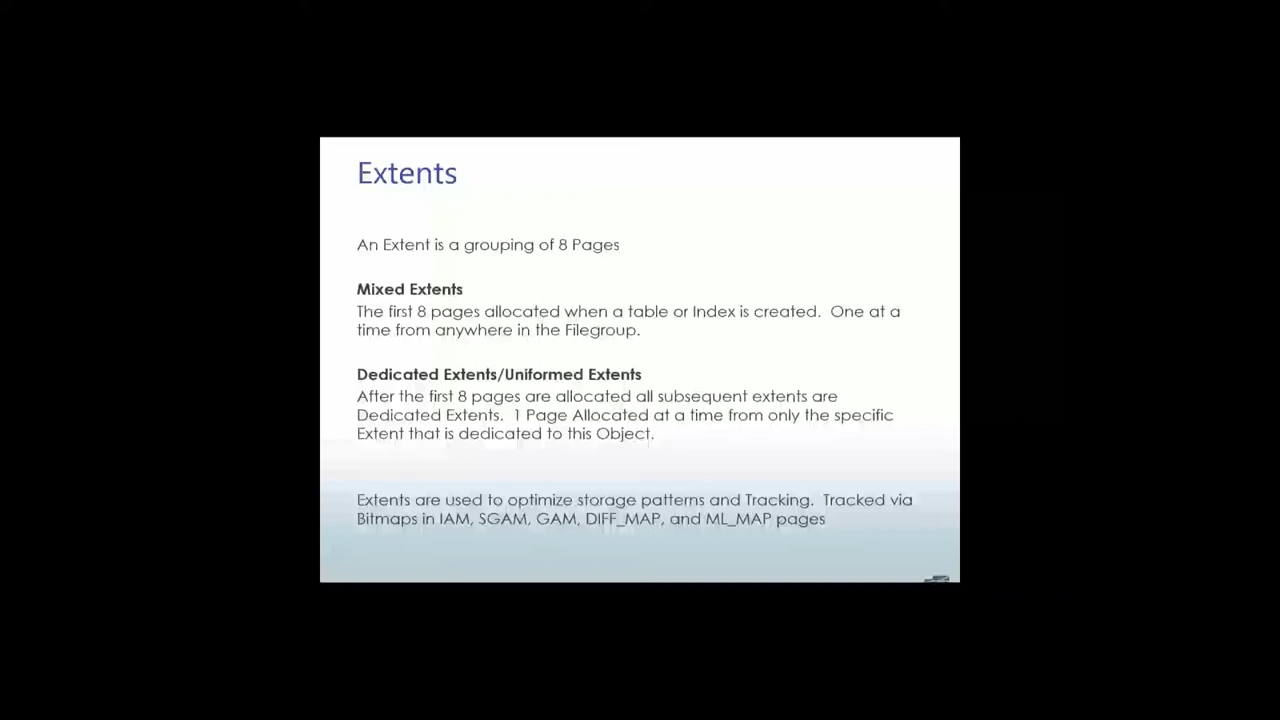 Extents
An Extent is a grouping of 8 Pages
Mixed Extents
The first 8 pages allocated when a table or Index is created.  One at a
time from anywhere in the Filegroup.
Dedicated Extents/Uniformed Extents
After the first 8 pages are allocated all subsequent extents are
Dedicated Extents.  1 Page Allocated at a time from only the specific
Extent that is dedicated to this Object.
Extents are used to optimize storage patterns and Tracking.  Tracked via
Bitmaps in IAM, SGAM, GAM, DIFF_MAP, and ML_MAP pages